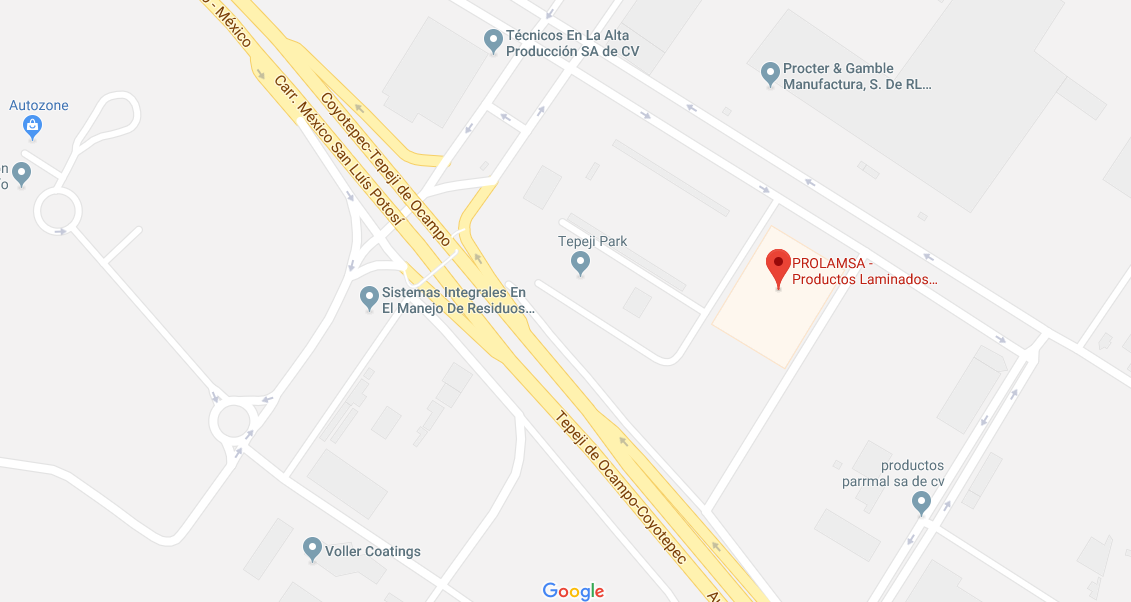 - México
Técnicos En La Alta
Producción SA de CV
Procter & Gamble
Manufactura, S. De RL...
Autozone
Carr. México San Luís Potosí
Coyotepec-Tepeji de Ocampo
Tepeji Park
PROLAMSA -
Productos Laminados...
Sistemas Integrales En
El Manejo De Residuos...
Tepeji de Ocampo-Coyotepec
productos
parrmal sa de cv
Voller Coatings
Google